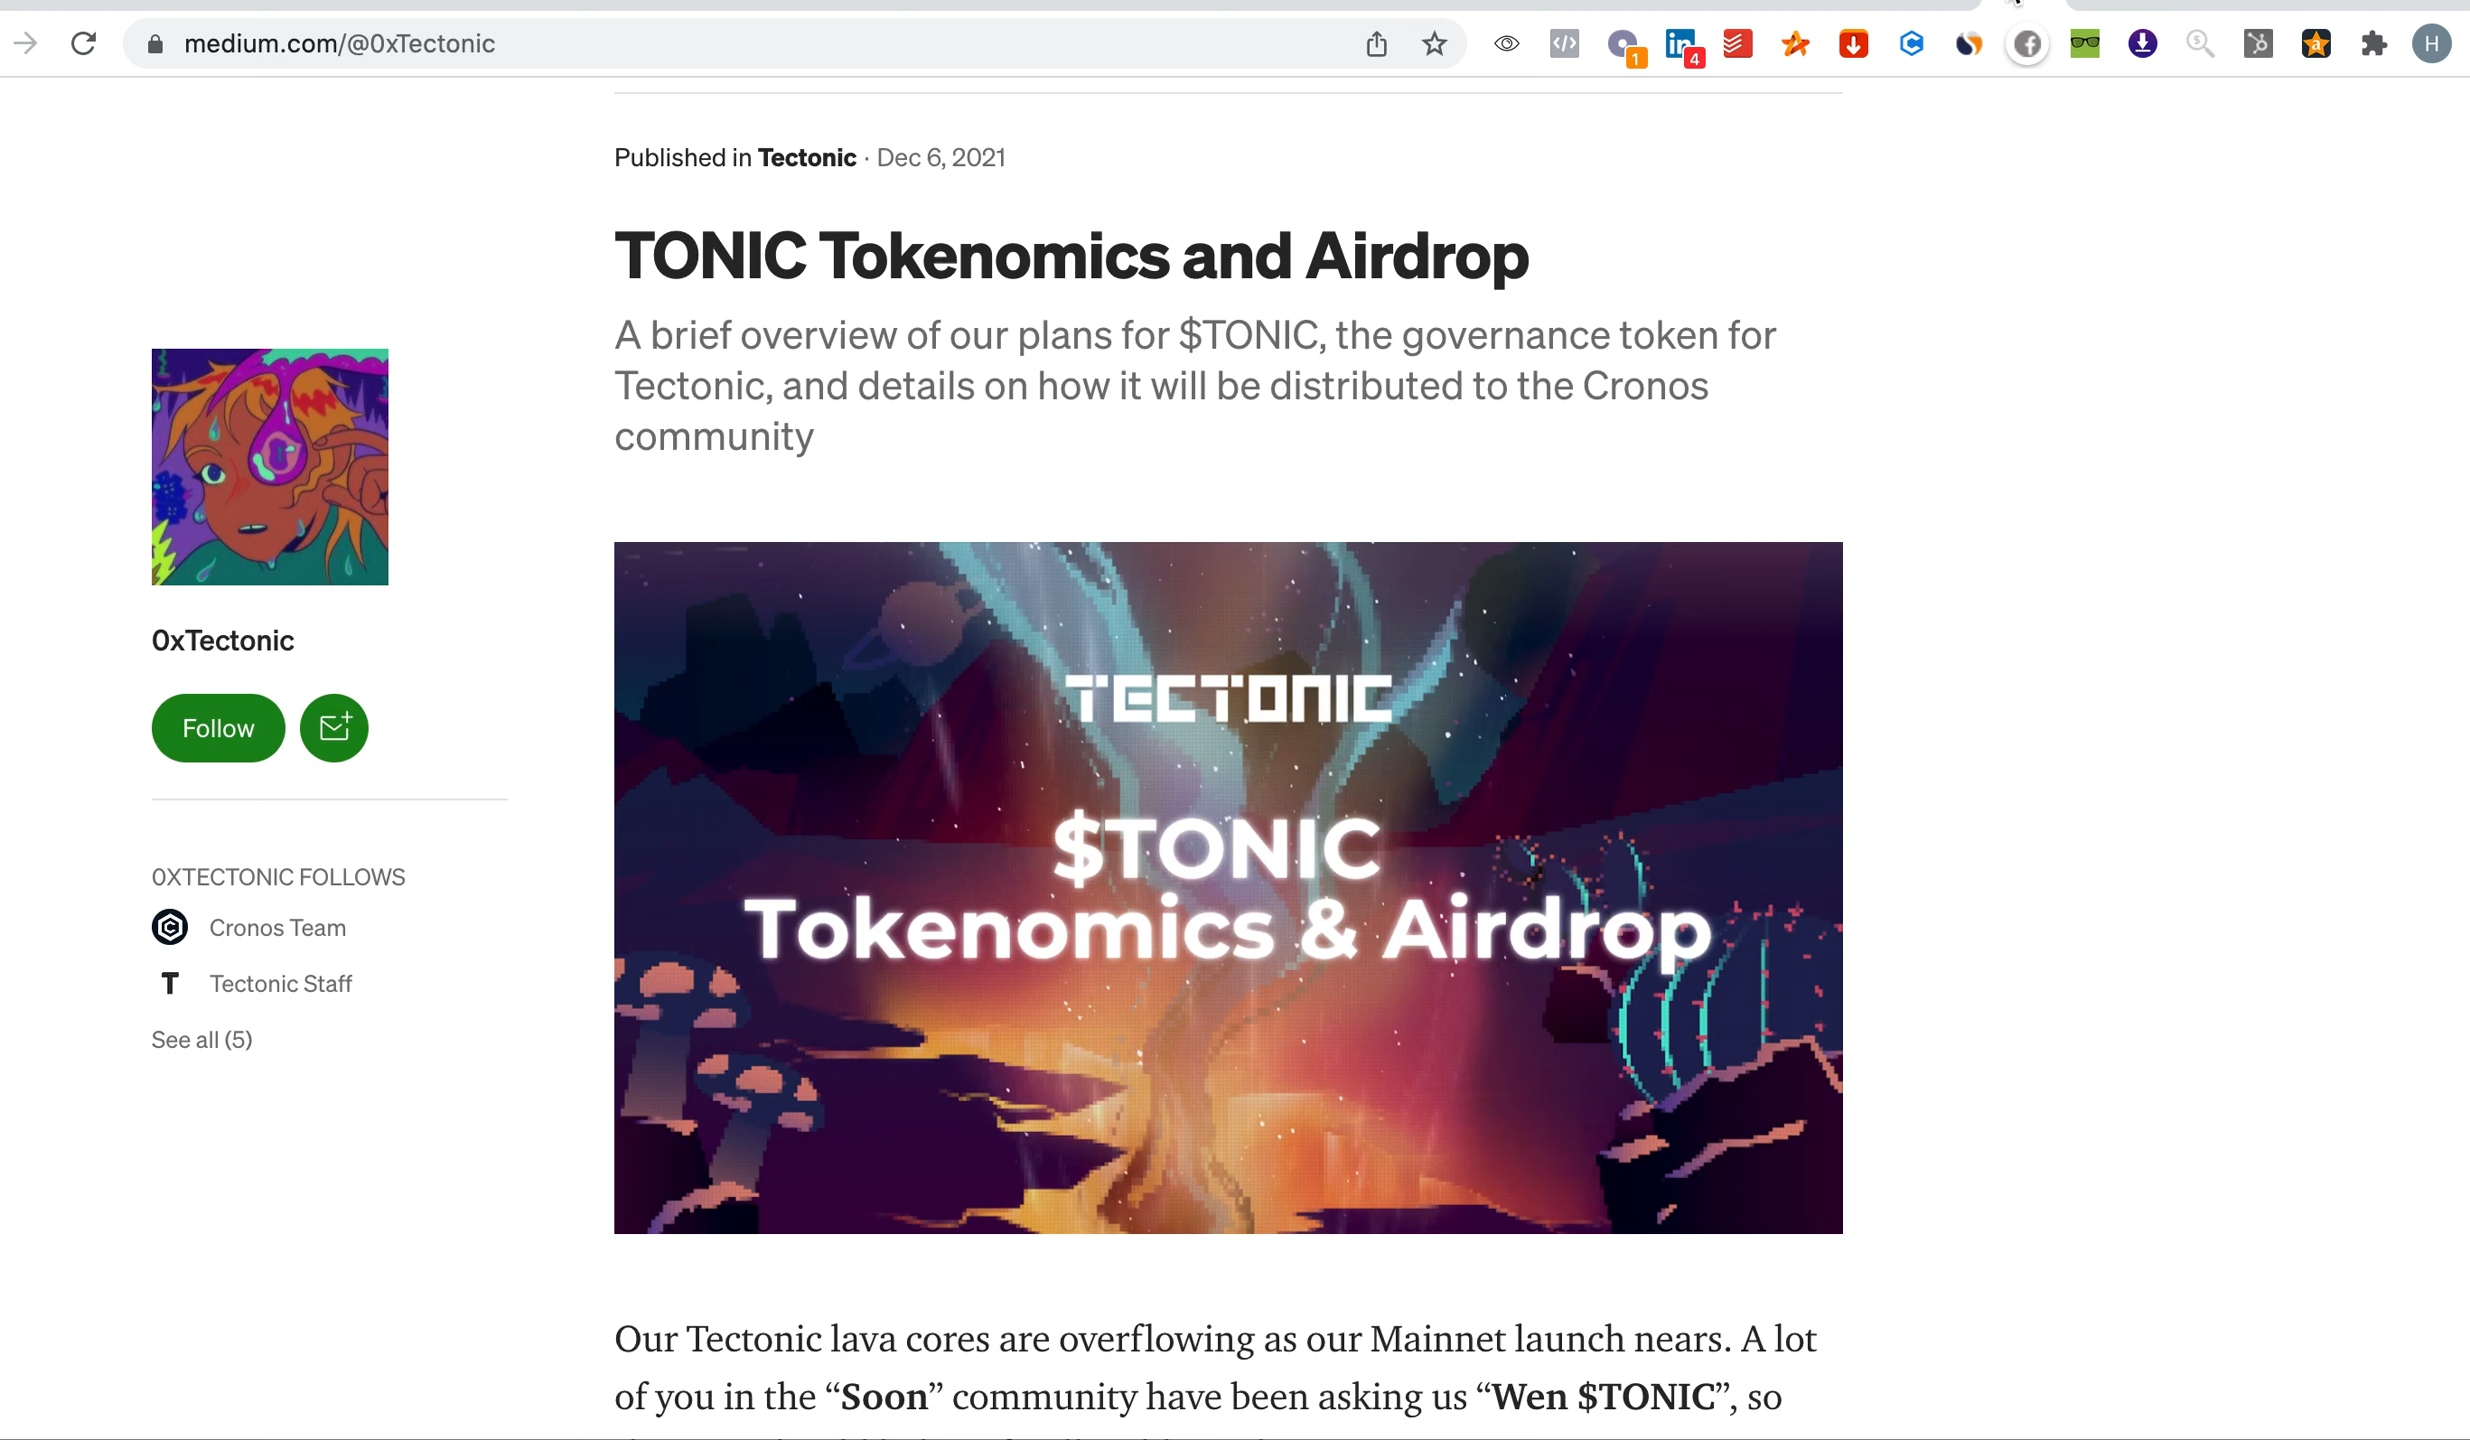 medium.com/@0xTectonic
1
4
H
Published in Tectonic · Dec 6, 2021
TONIC Tokenomics and Airdrop
A brief overview of our plans for $TONIC, the governance token for
Tectonic, and details on how it will be distributed to the Cronos
community
0xTectonic
Follow
0XTECTONIC FOLLOWS
Cronos Team
T Tectonic Staff
See all (5)
TECTONIC
$TONIC
Tokenomics & Airdrop
Our Tectonic lava cores are overflowing as our Mainnet launch nears. A lot
of you in the “Soon” community have been asking us “Wen $TONIC”, so